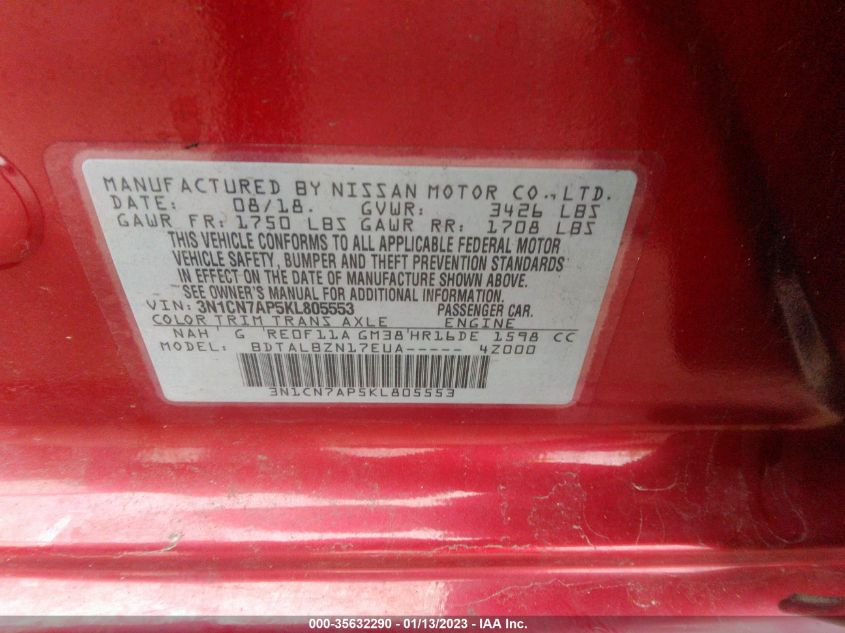 MANUFACTURED BY NISSAN MOTOR CO., LTD.
DATE: 08/18. GVWR: 3426 LBS
GAWR FR: 1750 LBS GAWR RR: 1708 LBS
THIS VEHICLE CONFORMS TO ALL APPLICABLE FEDERAL MOTOR
VEHICLE SAFETY, BUMPER AND THEFT PREVENTION STANDARDS
IN EFFECT ON THE DATE OF MANUFACTURE SHOWN ABOVE.
SEE OWNER'S MANUAL FOR ADDITIONAL INFORMATION.
VIN: 3N1CN7AP5KL805553 PASSENGER CAR.
COLOR TRIM TRANS AXLE ENGINE
NAH ' G 'RE0F11A GM38'HR16DE 1598 CC
MODEL: BDTALBZN17EUA----- 4Z000
3N1CN7AP5KL805553
000-35632290 - 01/13/2023 - IAA Inc.